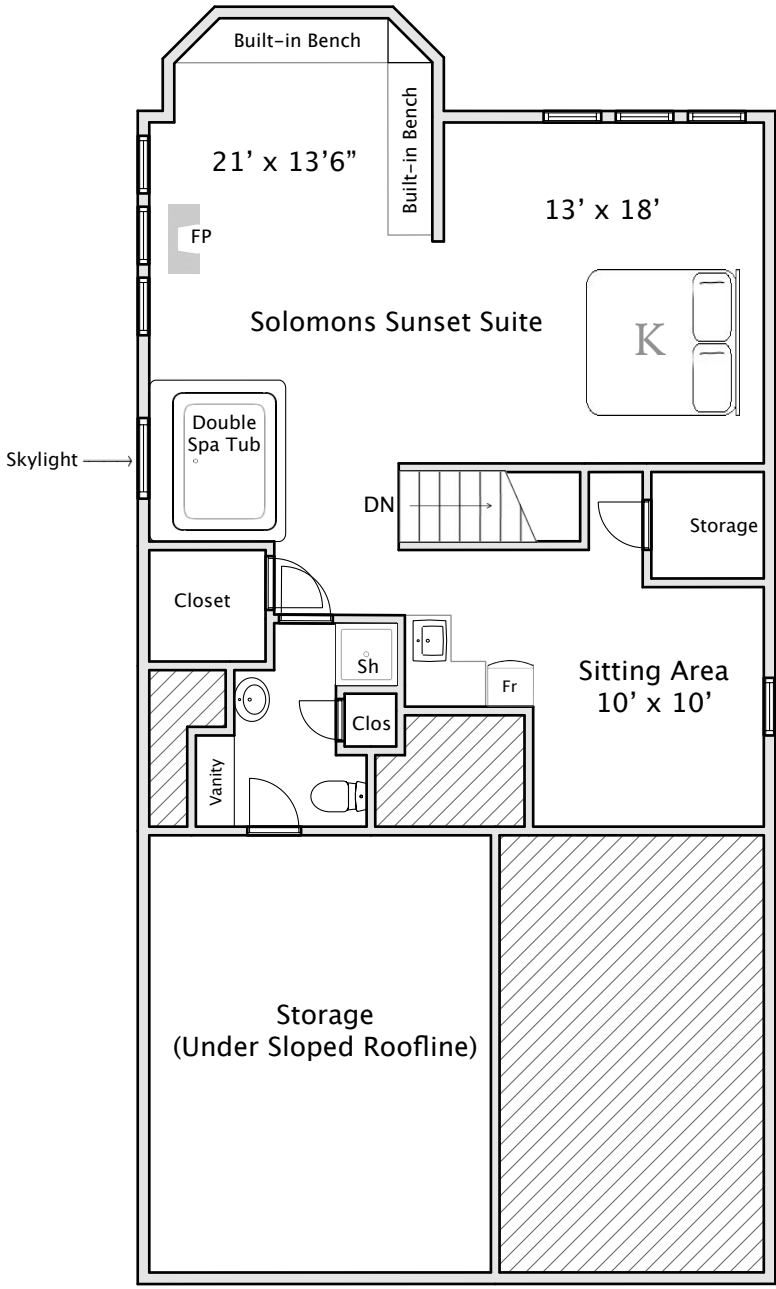 Built-in Bench
Built-in Bench
21’ x 13’6”
13’ x 18’
FP
Solomons Sunset Suite
K
Double
Spa Tub
Skylight
DN
Storage
Closet
Sh
Sitting Area
10’ x 10’
Fr
Clos
Vanity
Storage
(Under Sloped Roofline)